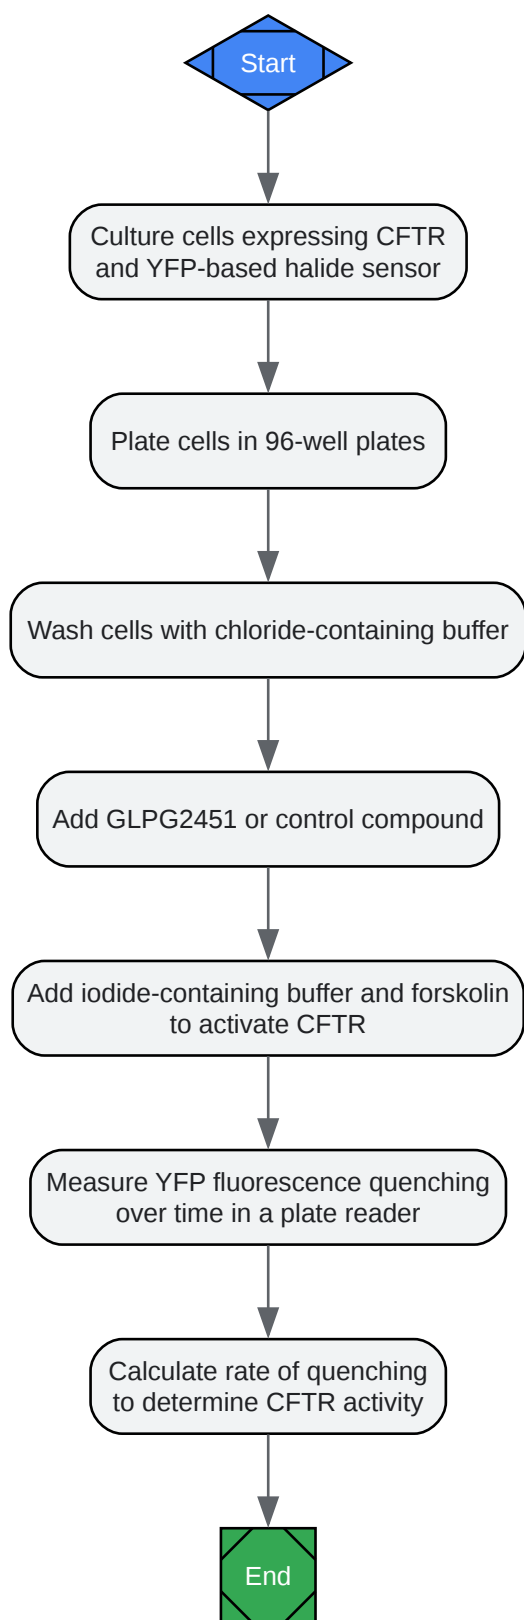 Start
Culture cells expressing CFTR
and YFP-based halide sensor
Plate cells in 96-well plates
Wash cells with chloride-containing buffer
Add GLPG2451 or control compound
Add iodide-containing buffer and forskolin
to activate CFTR
Measure YFP fluorescence quenching
over time in a plate reader
Calculate rate of quenching
to determine CFTR activity
End